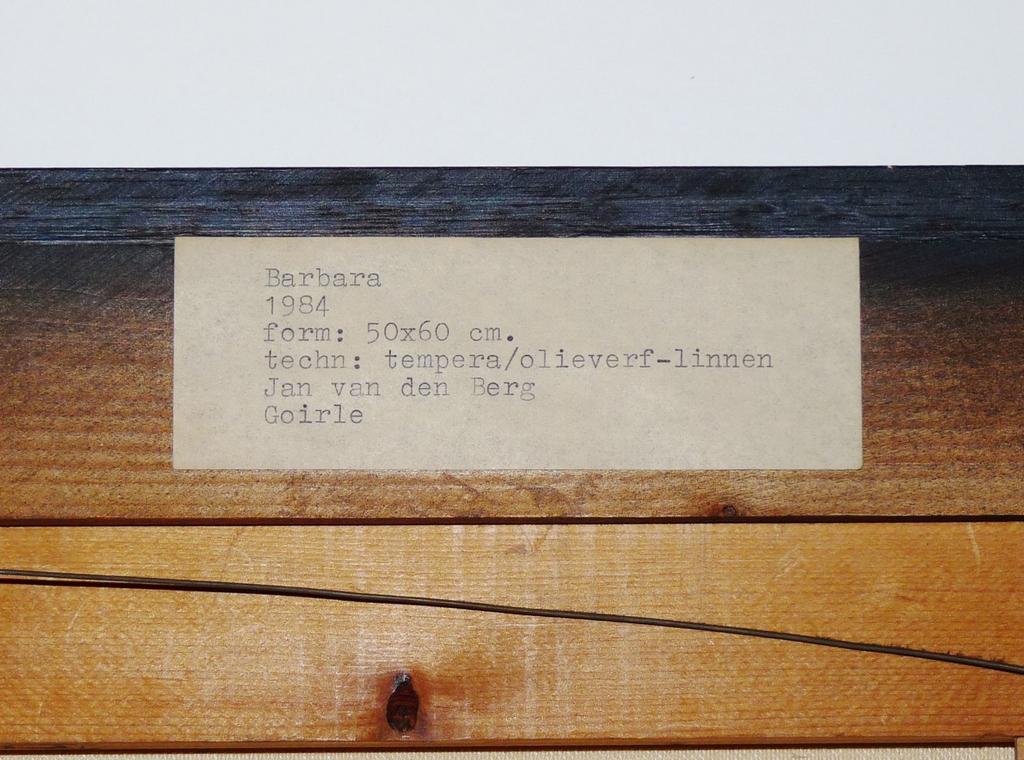 Barbara
1984
form: 50x60 cm.
techn: tempera/olieverf-linnen
Jan van den Berg
Goirle